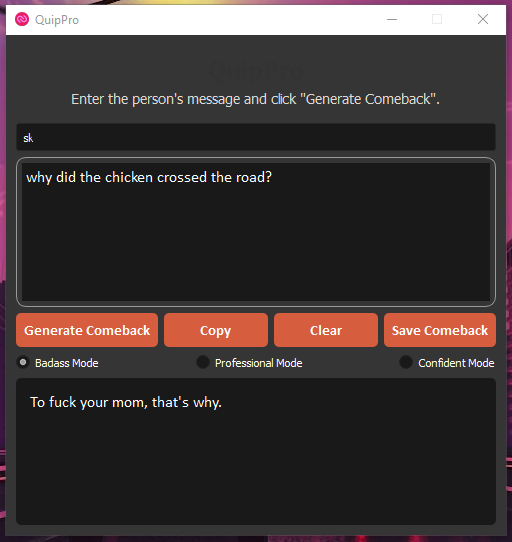 QuipPro
QuipPro
Enter the person's message and click "Generate Comeback".
sk
why did the chicken crossed the road?
Generate Comeback Copy Clear Save Comeback
Badass Mode Professional Mode Confident Mode
To fuck your mom, that's why.